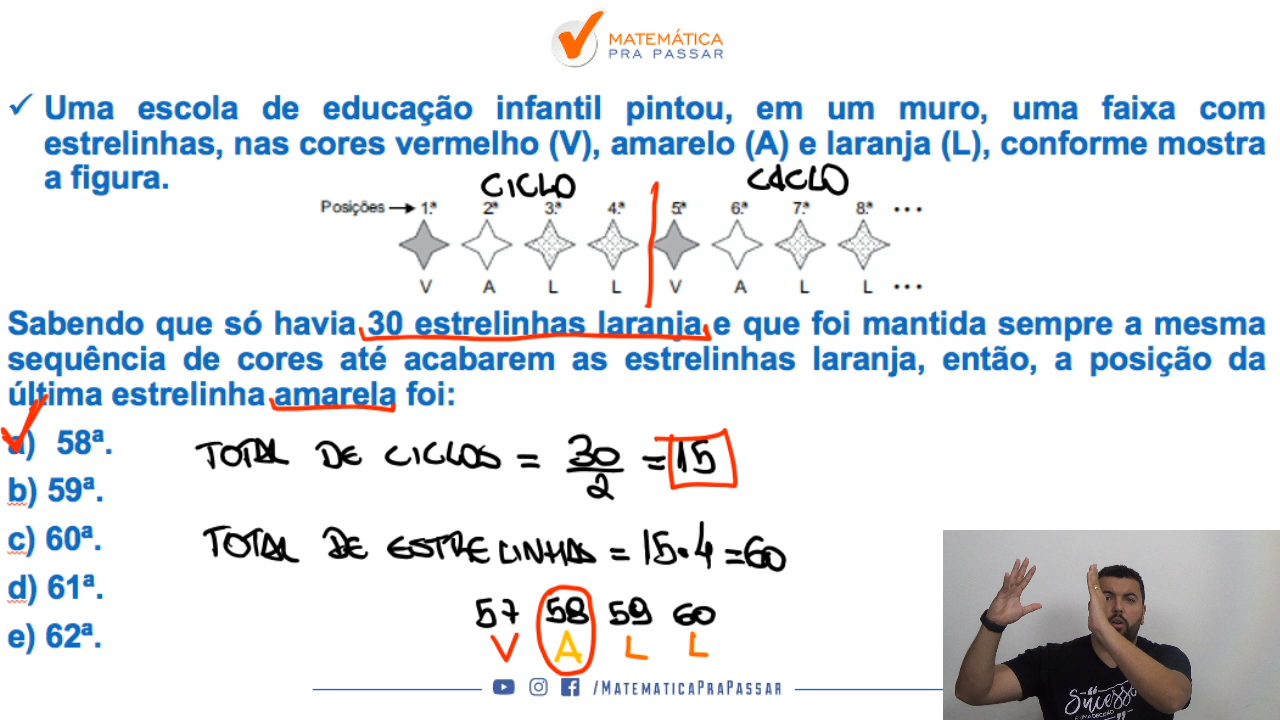 MATEMÁTICA
PRA PASSAR
✓ Uma escola de educação infantil pintou, em um muro, uma faixa com
estrelinhas, nas cores vermelho (V), amarelo (A) e laranja (L), conforme mostra
a figura.
CICLO CICLO
Posições → 1.ª 2ª 3.ª 4.ª 5ª 6.ª 7.ª 8.ª • • •
V A L L V A L L • • •
Sabendo que só havia 30 estrelinhas laranja e que foi mantida sempre a mesma
sequência de cores até acabarem as estrelinhas laranja, então, a posição da
última estrelinha amarela foi:
a) 58ª.
b) 59ª.
c) 60ª.
d) 61ª.
e) 62ª.
TOTAL DE CICLOS = 30/2 = 15
TOTAL DE ESTRELINHAS = 15.4 = 60
57 58 59 60
V A L L
/MATEMATICAPRAPASSAR
Sucesso